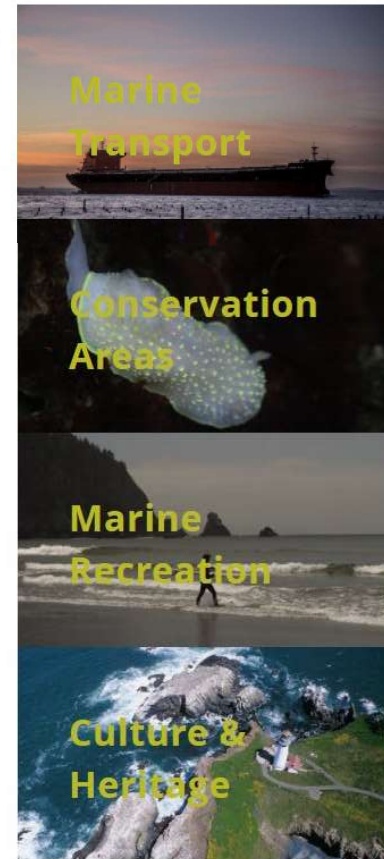 Marine
Transport
Conservation
Areas
Marine
Recreation
Culture &
Heritage